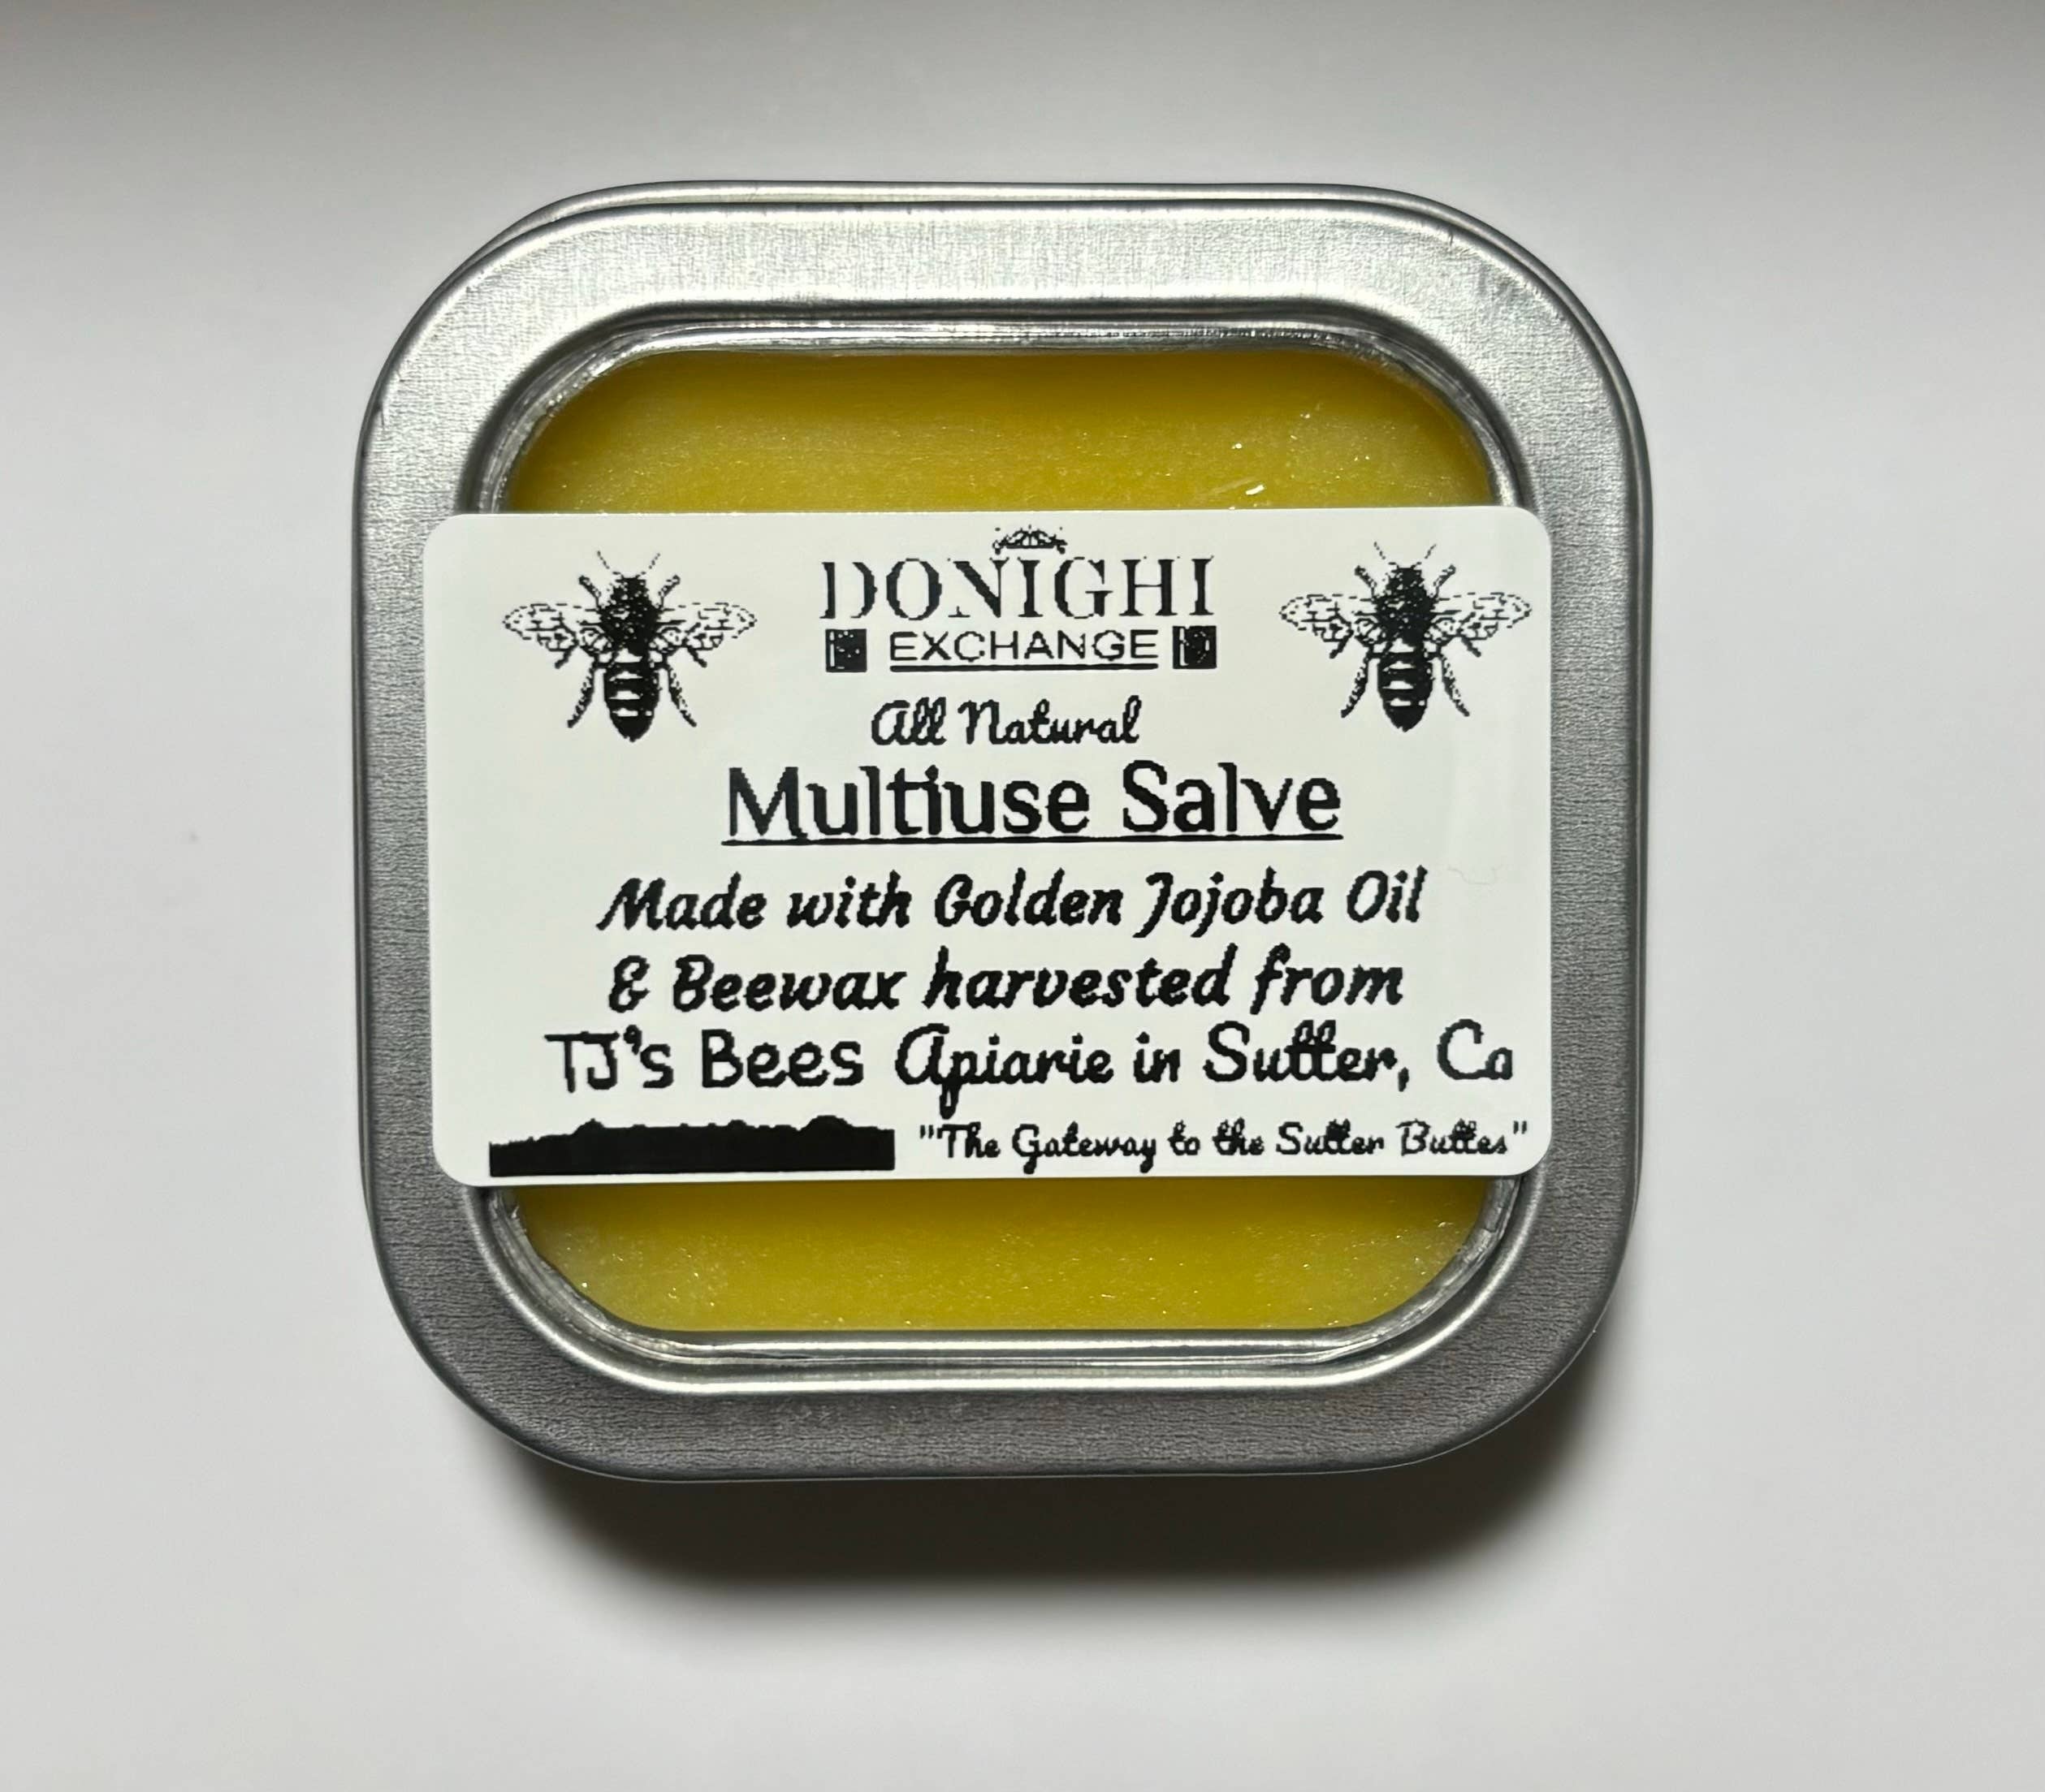 DONIGHI
EXCHANGE
All Natural
Multiuse Salve
Made with Golden Jojoba Oil
& Beewax harvested from
TJ's Bees Apiarie in Sutter, Ca
"The Gateway to the Sutter Buttes"